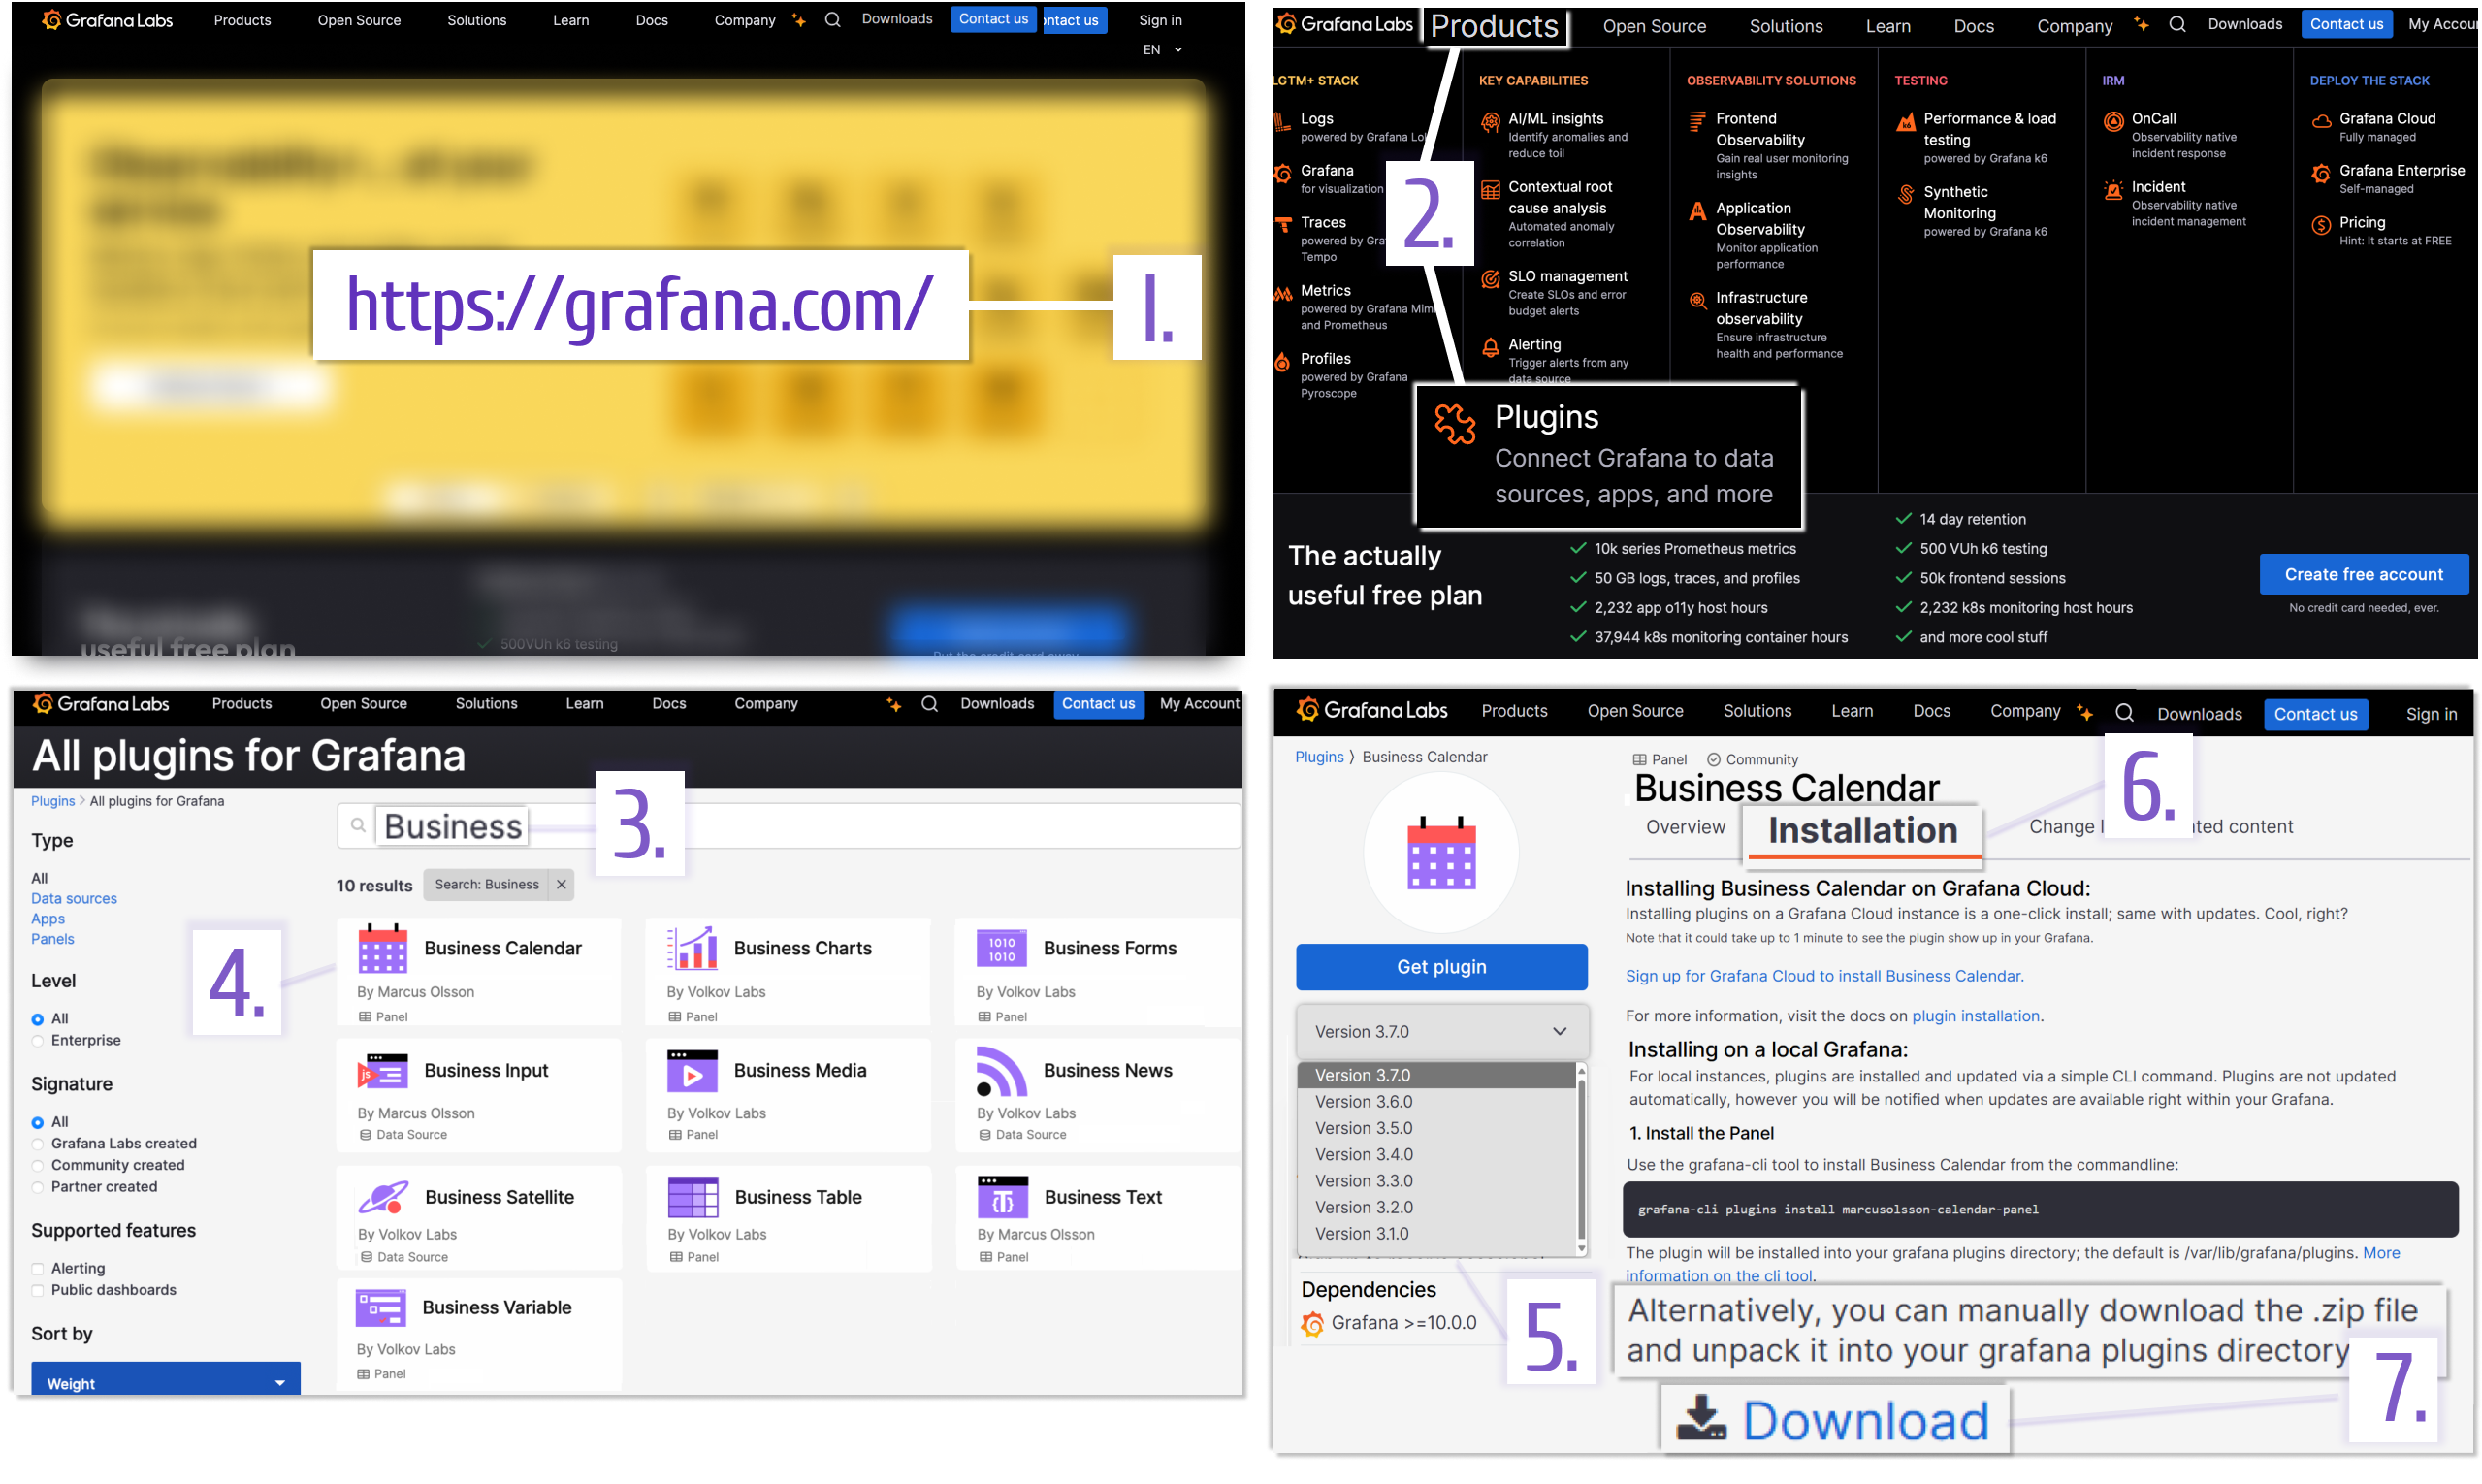 Grafana Labs Products Open Source Solutions Learn Docs Company Downloads Contact us ontact us Sign in
EN
https://grafana.com/ 1.
useful free plan
500VUh k6 testing
Grafana Labs Products Open Source Solutions Learn Docs Company Downloads Contact us My Accou
LGTM+ STACK
Logs
powered by Grafana Lo
Grafana
for visualization
Traces
powered by Gra
Tempo
Metrics
powered by Grafana Mim
and Prometheus
Profiles
powered by Grafana
Pyroscope
2.
KEY CAPABILITIES
AI/ML insights
Identify anomalies and
reduce toil
Contextual root
cause analysis
Automated anomaly
correlation
SLO management
Create SLOs and error
budget alerts
Alerting
Trigger alerts from any
data source
Plugins
Connect Grafana to data
sources, apps, and more
OBSERVABILITY SOLUTIONS
Frontend
Observability
Gain real user monitoring
insights
Application
Observability
Monitor application
performance
Infrastructure
observability
Ensure infrastructure
health and performance
TESTING
Performance & load
testing
powered by Grafana k6
Synthetic
Monitoring
powered by Grafana k6
IRM
OnCall
Observability native
incident response
Incident
Observability native
incident management
DEPLOY THE STACK
Grafana Cloud
Fully managed
Grafana Enterprise
Self-managed
Pricing
Hint: It starts at FREE
The actually
useful free plan
10k series Prometheus metrics
50 GB logs, traces, and profiles
2,232 app o11y host hours
37,944 k8s monitoring container hours
14 day retention
500 VUh k6 testing
50k frontend sessions
2,232 k8s monitoring host hours
and more cool stuff
Create free account
No credit card needed, ever.
Grafana Labs Products Open Source Solutions Learn Docs Company Downloads Contact us My Account
All plugins for Grafana
Plugins > All plugins for Grafana
Type
All
Data sources
Apps
Panels
Level
All
Enterprise
Signature
All
Grafana Labs created
Community created
Partner created
Supported features
Alerting
Public dashboards
Sort by
Weight
Business 3.
10 results Search: Business ×
4.
Business Calendar
By Marcus Olsson
Panel
Business Charts
By Volkov Labs
Panel
1010
1010
Business Forms
By Volkov Labs
Panel
js
Business Input
By Marcus Olsson
Data Source
Business Media
By Volkov Labs
Panel
Business News
By Volkov Labs
Data Source
Business Satellite
By Volkov Labs
Data Source
Business Table
By Volkov Labs
Panel
{T}
Business Text
By Marcus Olsson
Panel
Business Variable
By Volkov Labs
Panel
Grafana Labs Products Open Source Solutions Learn Docs Company Downloads Contact us Sign in
Plugins ⟩ Business Calendar
Get plugin
Version 3.7.0
Version 3.7.0
Version 3.6.0
Version 3.5.0
Version 3.4.0
Version 3.3.0
Version 3.2.0
Version 3.1.0
Dependencies
Grafana >=10.0.0
5.
Panel Community
Business Calendar
6.
Overview Installation Change ted content
Installing Business Calendar on Grafana Cloud:
Installing plugins on a Grafana Cloud instance is a one-click install; same with updates. Cool, right?
Note that it could take up to 1 minute to see the plugin show up in your Grafana.
Sign up for Grafana Cloud to install Business Calendar.
For more information, visit the docs on plugin installation.
Installing on a local Grafana:
For local instances, plugins are installed and updated via a simple CLI command. Plugins are not updated
automatically, however you will be notified when updates are available right within your Grafana.
1. Install the Panel
Use the grafana-cli tool to install Business Calendar from the commandline:
grafana-cli plugins install marcusolsson-calendar-panel
The plugin will be installed into your grafana plugins directory; the default is /var/lib/grafana/plugins. More
information on the cli tool.
Alternatively, you can manually download the .zip file
and unpack it into your grafana plugins directory
7.
Download